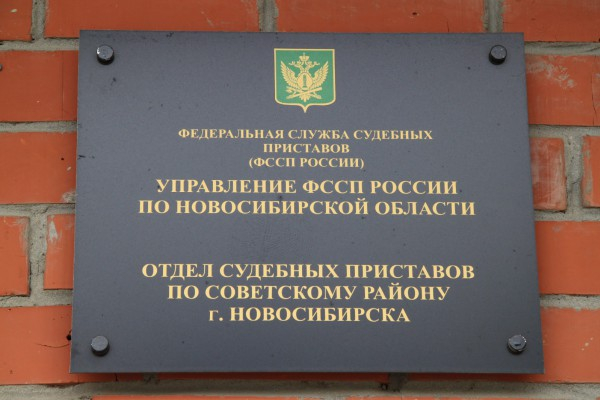 ФЕДЕРАЛЬНАЯ СЛУЖБА СУДЕБНЫХ
ПРИСТАВОВ
(ФССП РОССИИ)
УПРАВЛЕНИЕ ФССП РОССИИ
ПО НОВОСИБИРСКОЙ ОБЛАСТИ
ОТДЕЛ СУДЕБНЫХ ПРИСТАВОВ
ПО СОВЕТСКОМУ РАЙОНУ
г. НОВОСИБИРСКА